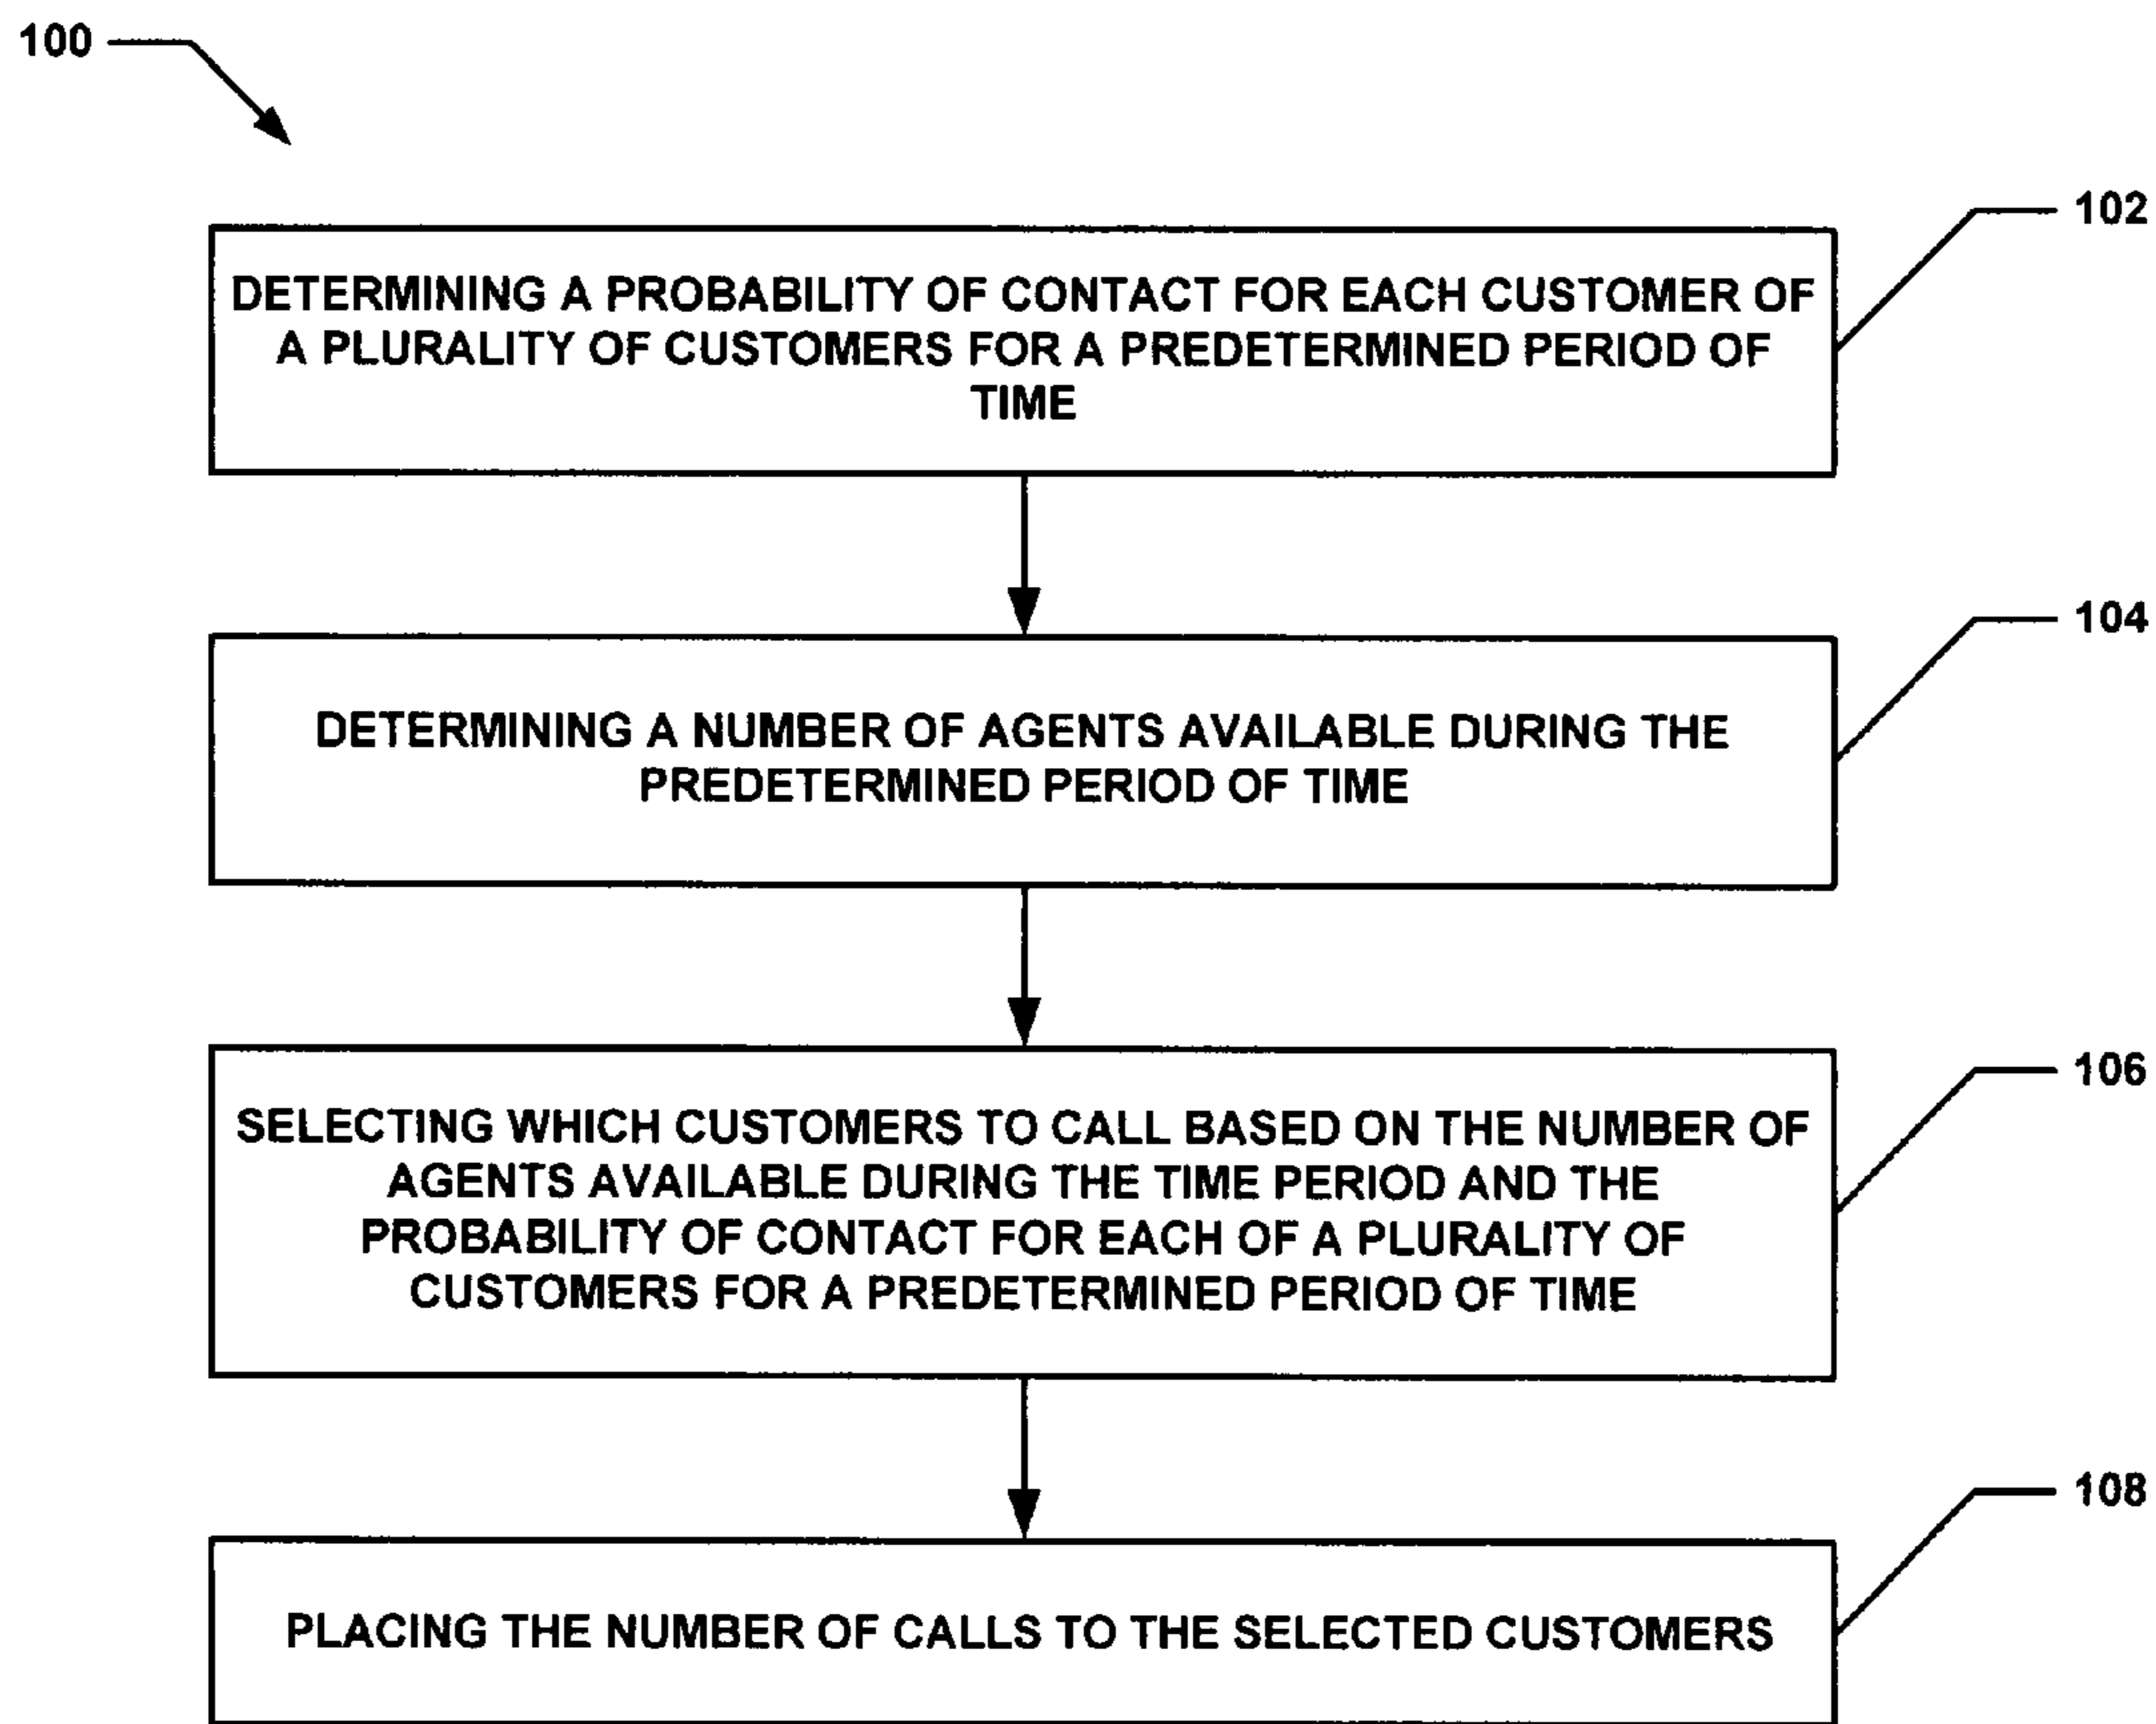 100
102
DETERMINING A PROBABILITY OF CONTACT FOR EACH CUSTOMER OF
A PLURALITY OF CUSTOMERS FOR A PREDETERMINED PERIOD OF
TIME
104
DETERMINING A NUMBER OF AGENTS AVAILABLE DURING THE
PREDETERMINED PERIOD OF TIME
106
SELECTING WHICH CUSTOMERS TO CALL BASED ON THE NUMBER OF
AGENTS AVAILABLE DURING THE TIME PERIOD AND THE
PROBABILITY OF CONTACT FOR EACH OF A PLURALITY OF
CUSTOMERS FOR A PREDETERMINED PERIOD OF TIME
108
PLACING THE NUMBER OF CALLS TO THE SELECTED CUSTOMERS